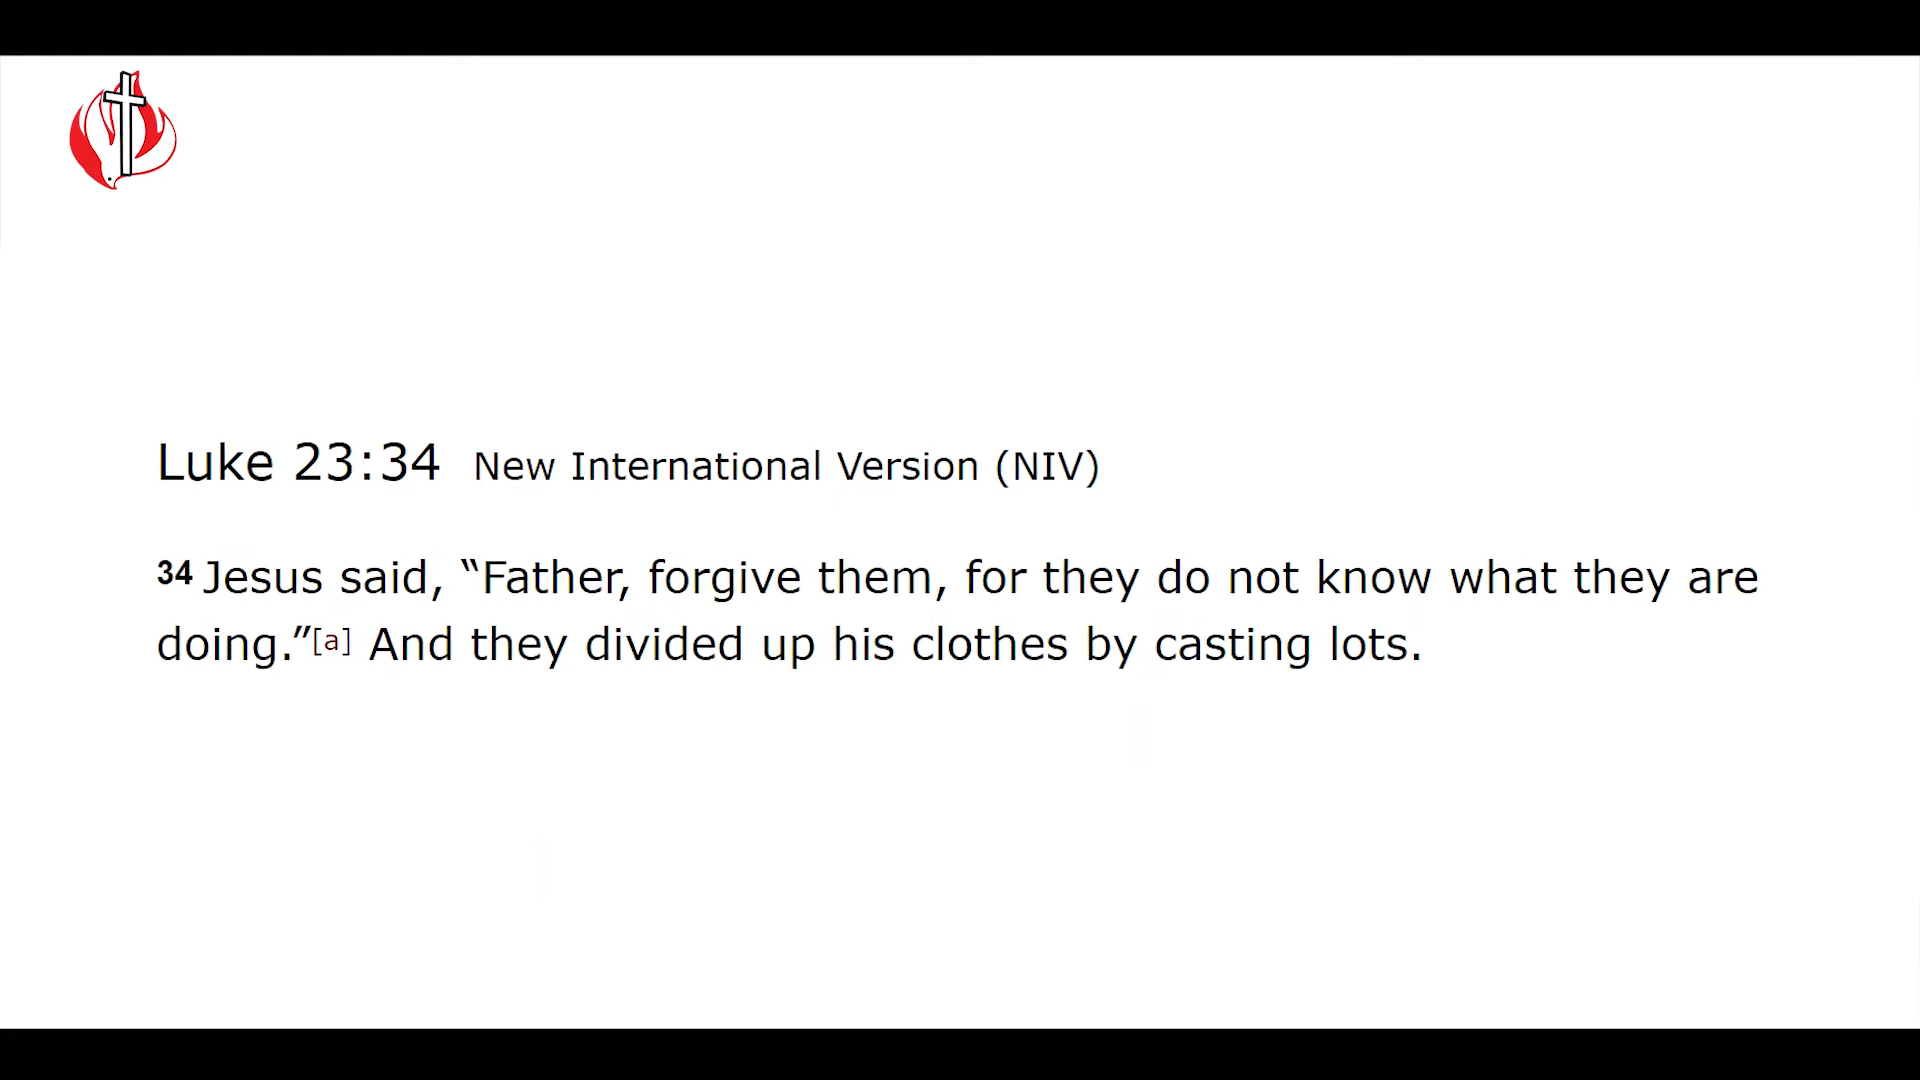 Luke 23:34 New International Version (NIV)
34 Jesus said, “Father, forgive them, for they do not know what they are
doing.”[a] And they divided up his clothes by casting lots.